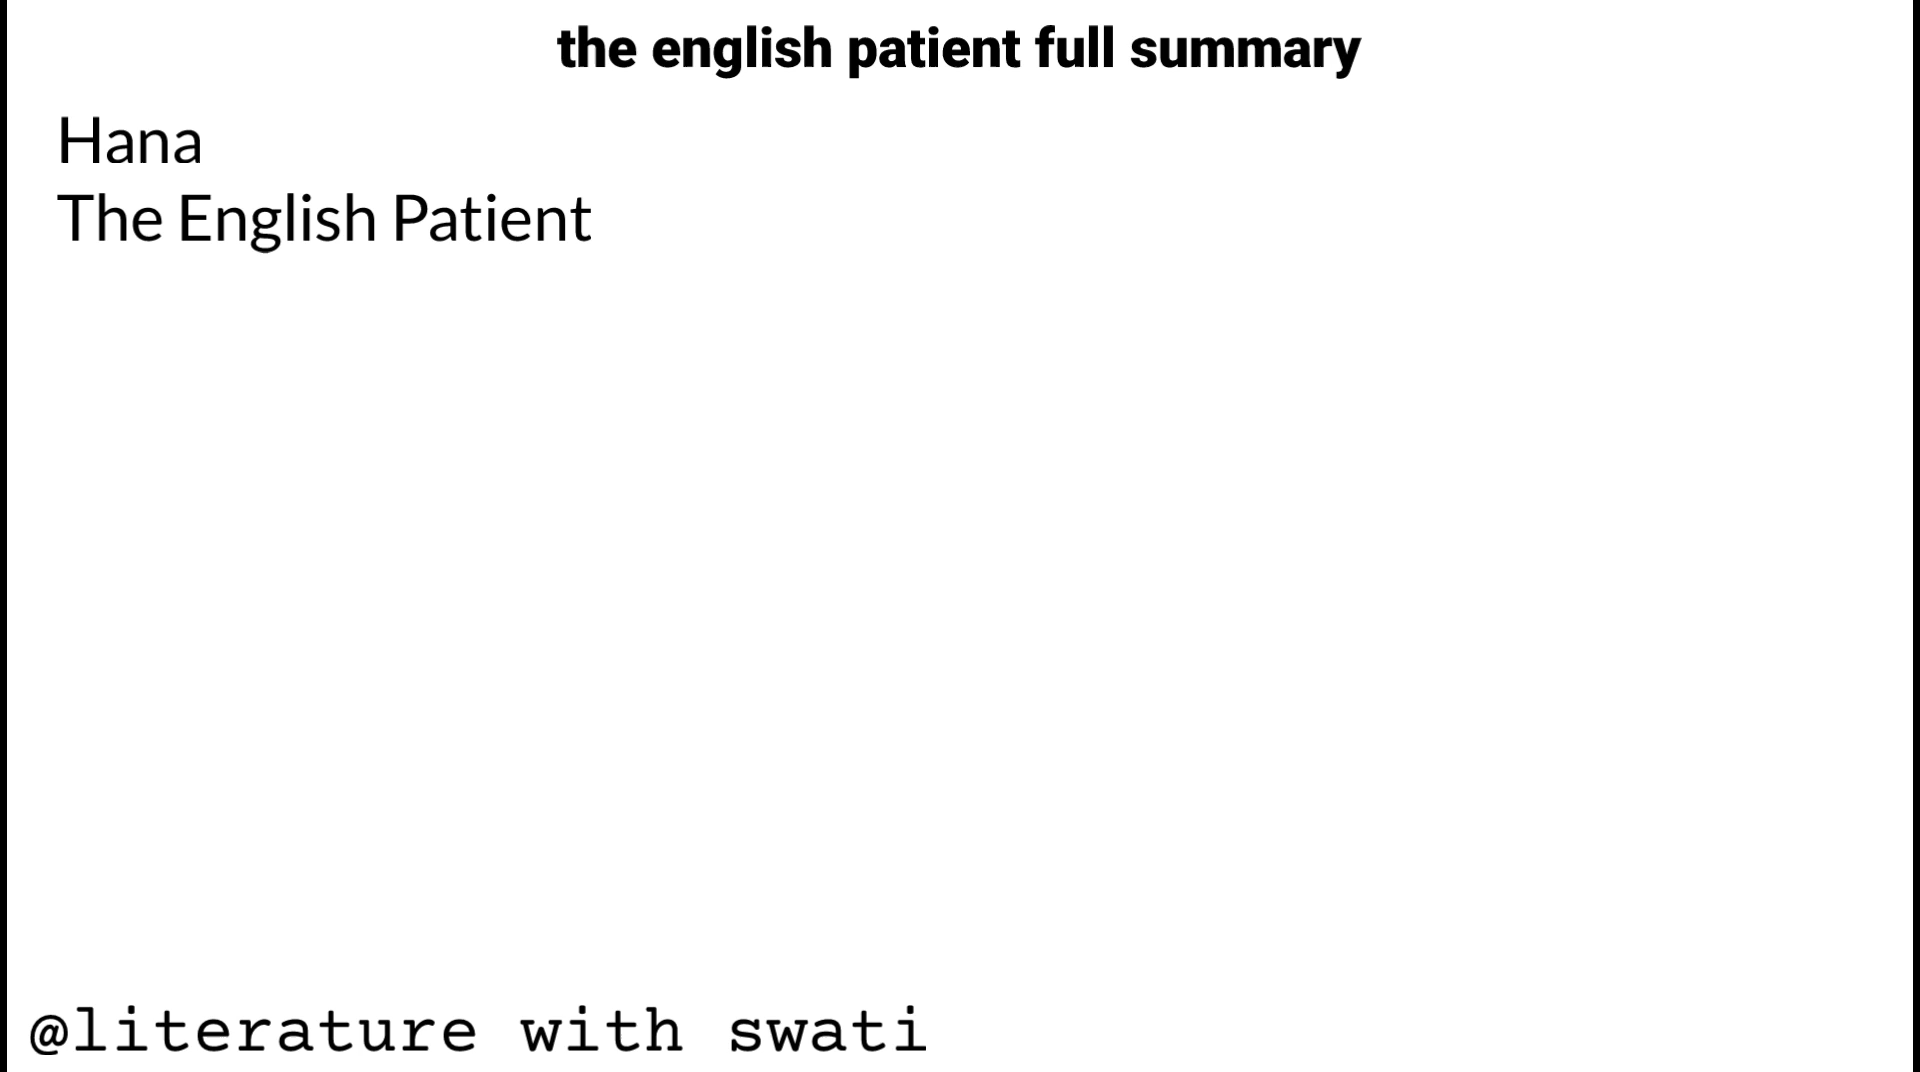 the english patient full summary
Hana
The English Patient
@literature with swati